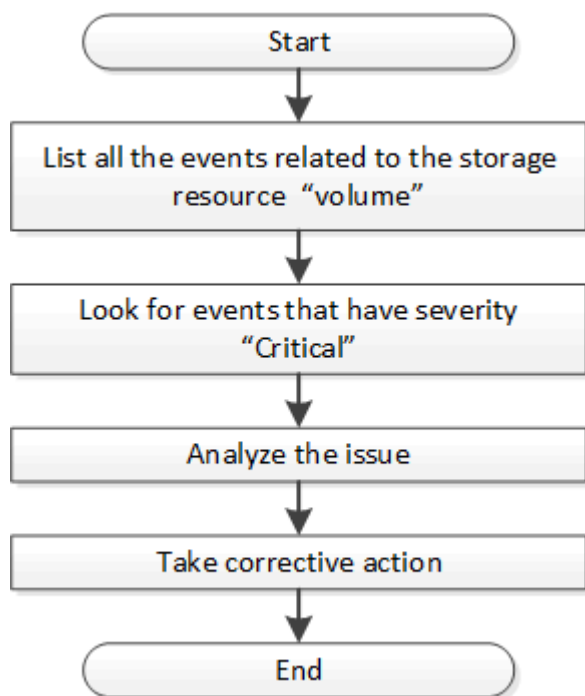 Start
List all the events related to the storage
resource “volume”
Look for events that have severity
“Critical”
Analyze the issue
Take corrective action
End